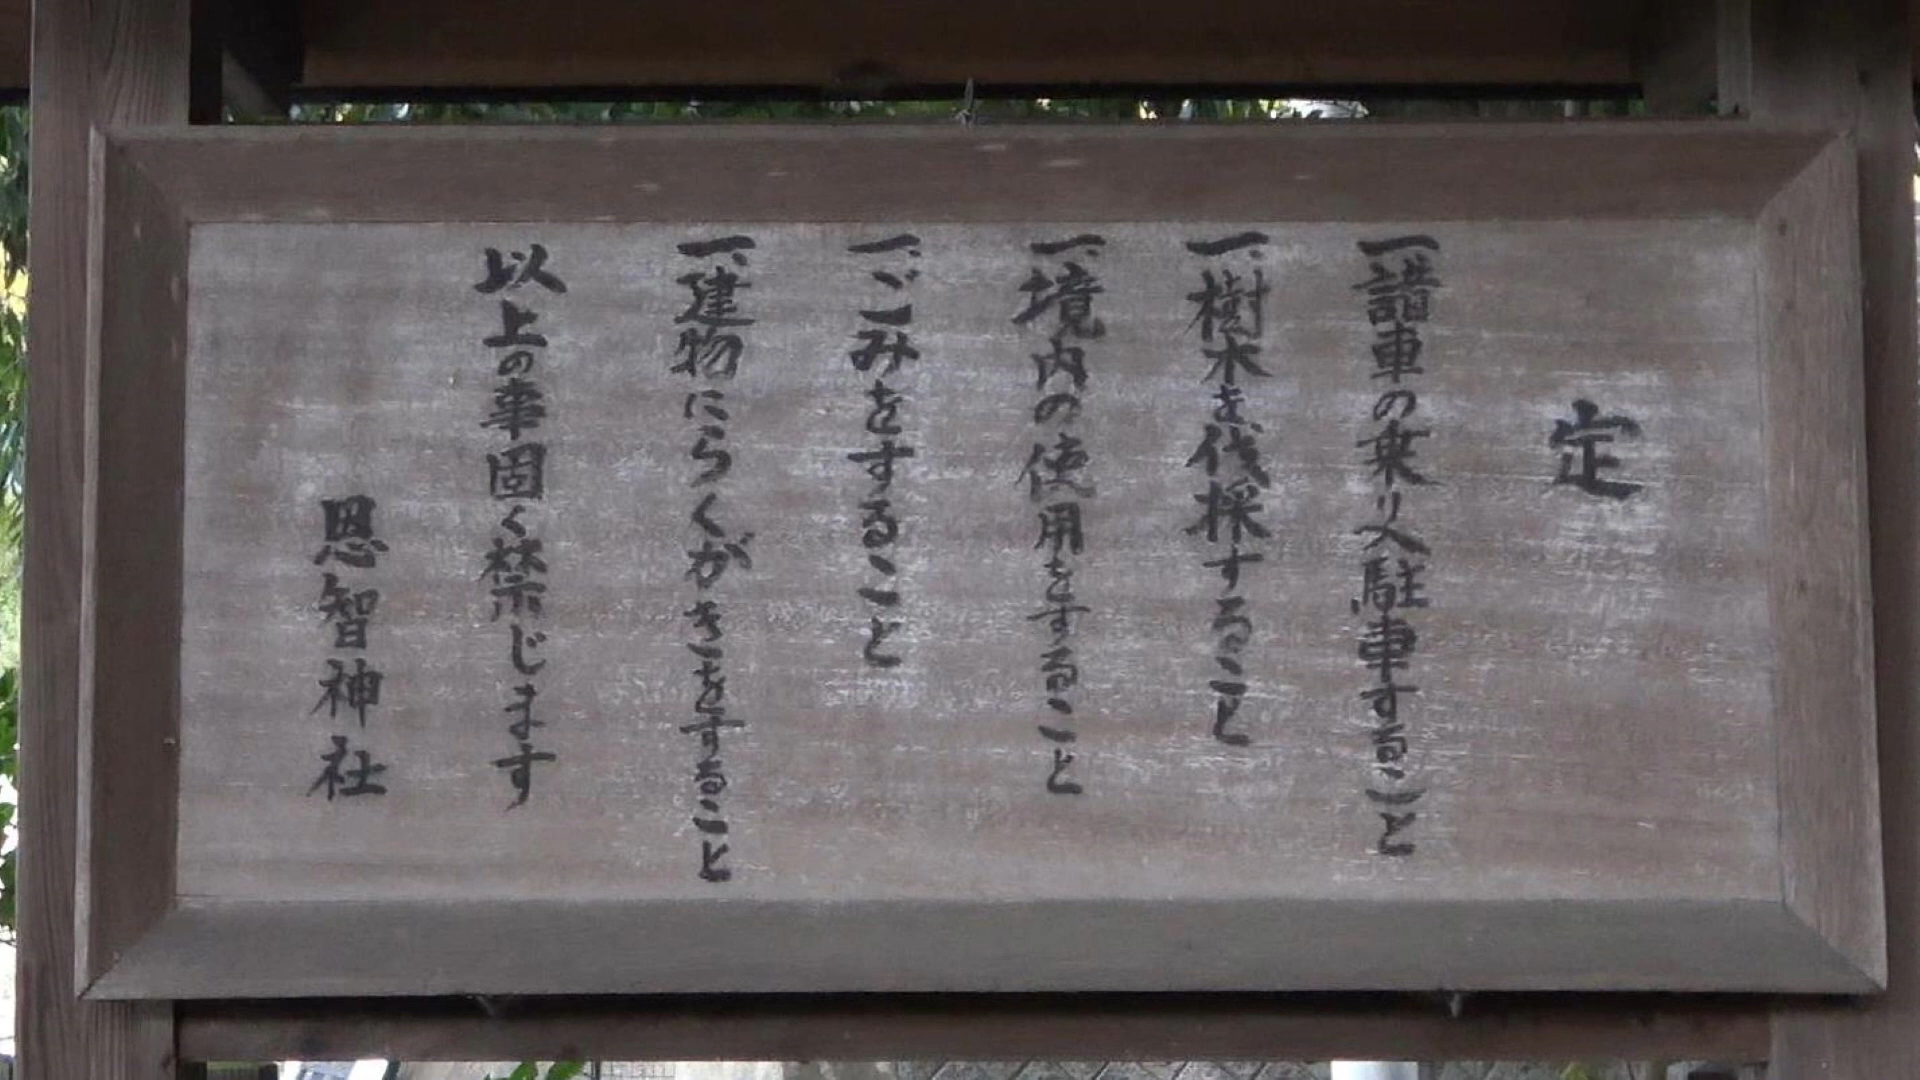 定
一、諸車の乗り入駐車すること
一、樹木を伐採すること
一、境内の使用をすること
一、ごみをすること
一、建物にらくがきをすること
以上の事固く禁じます
恩智神社